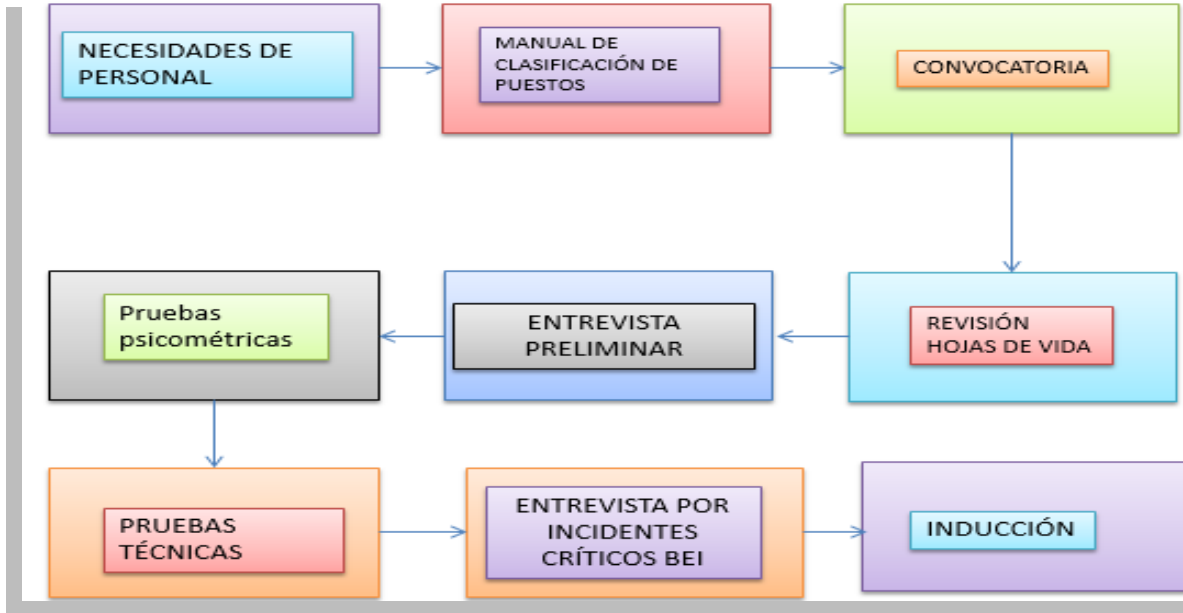 NECESIDADES DE
PERSONAL
MANUAL DE
CLASIFICACIÓN DE
PUESTOS
CONVOCATORIA
REVISIÓN
HOJAS DE VIDA
ENTREVISTA
PRELIMINAR
Pruebas
psicométricas
PRUEBAS
TÉCNICAS
ENTREVISTA POR
INCIDENTES
CRÍTICOS BEI
INDUCCIÓN